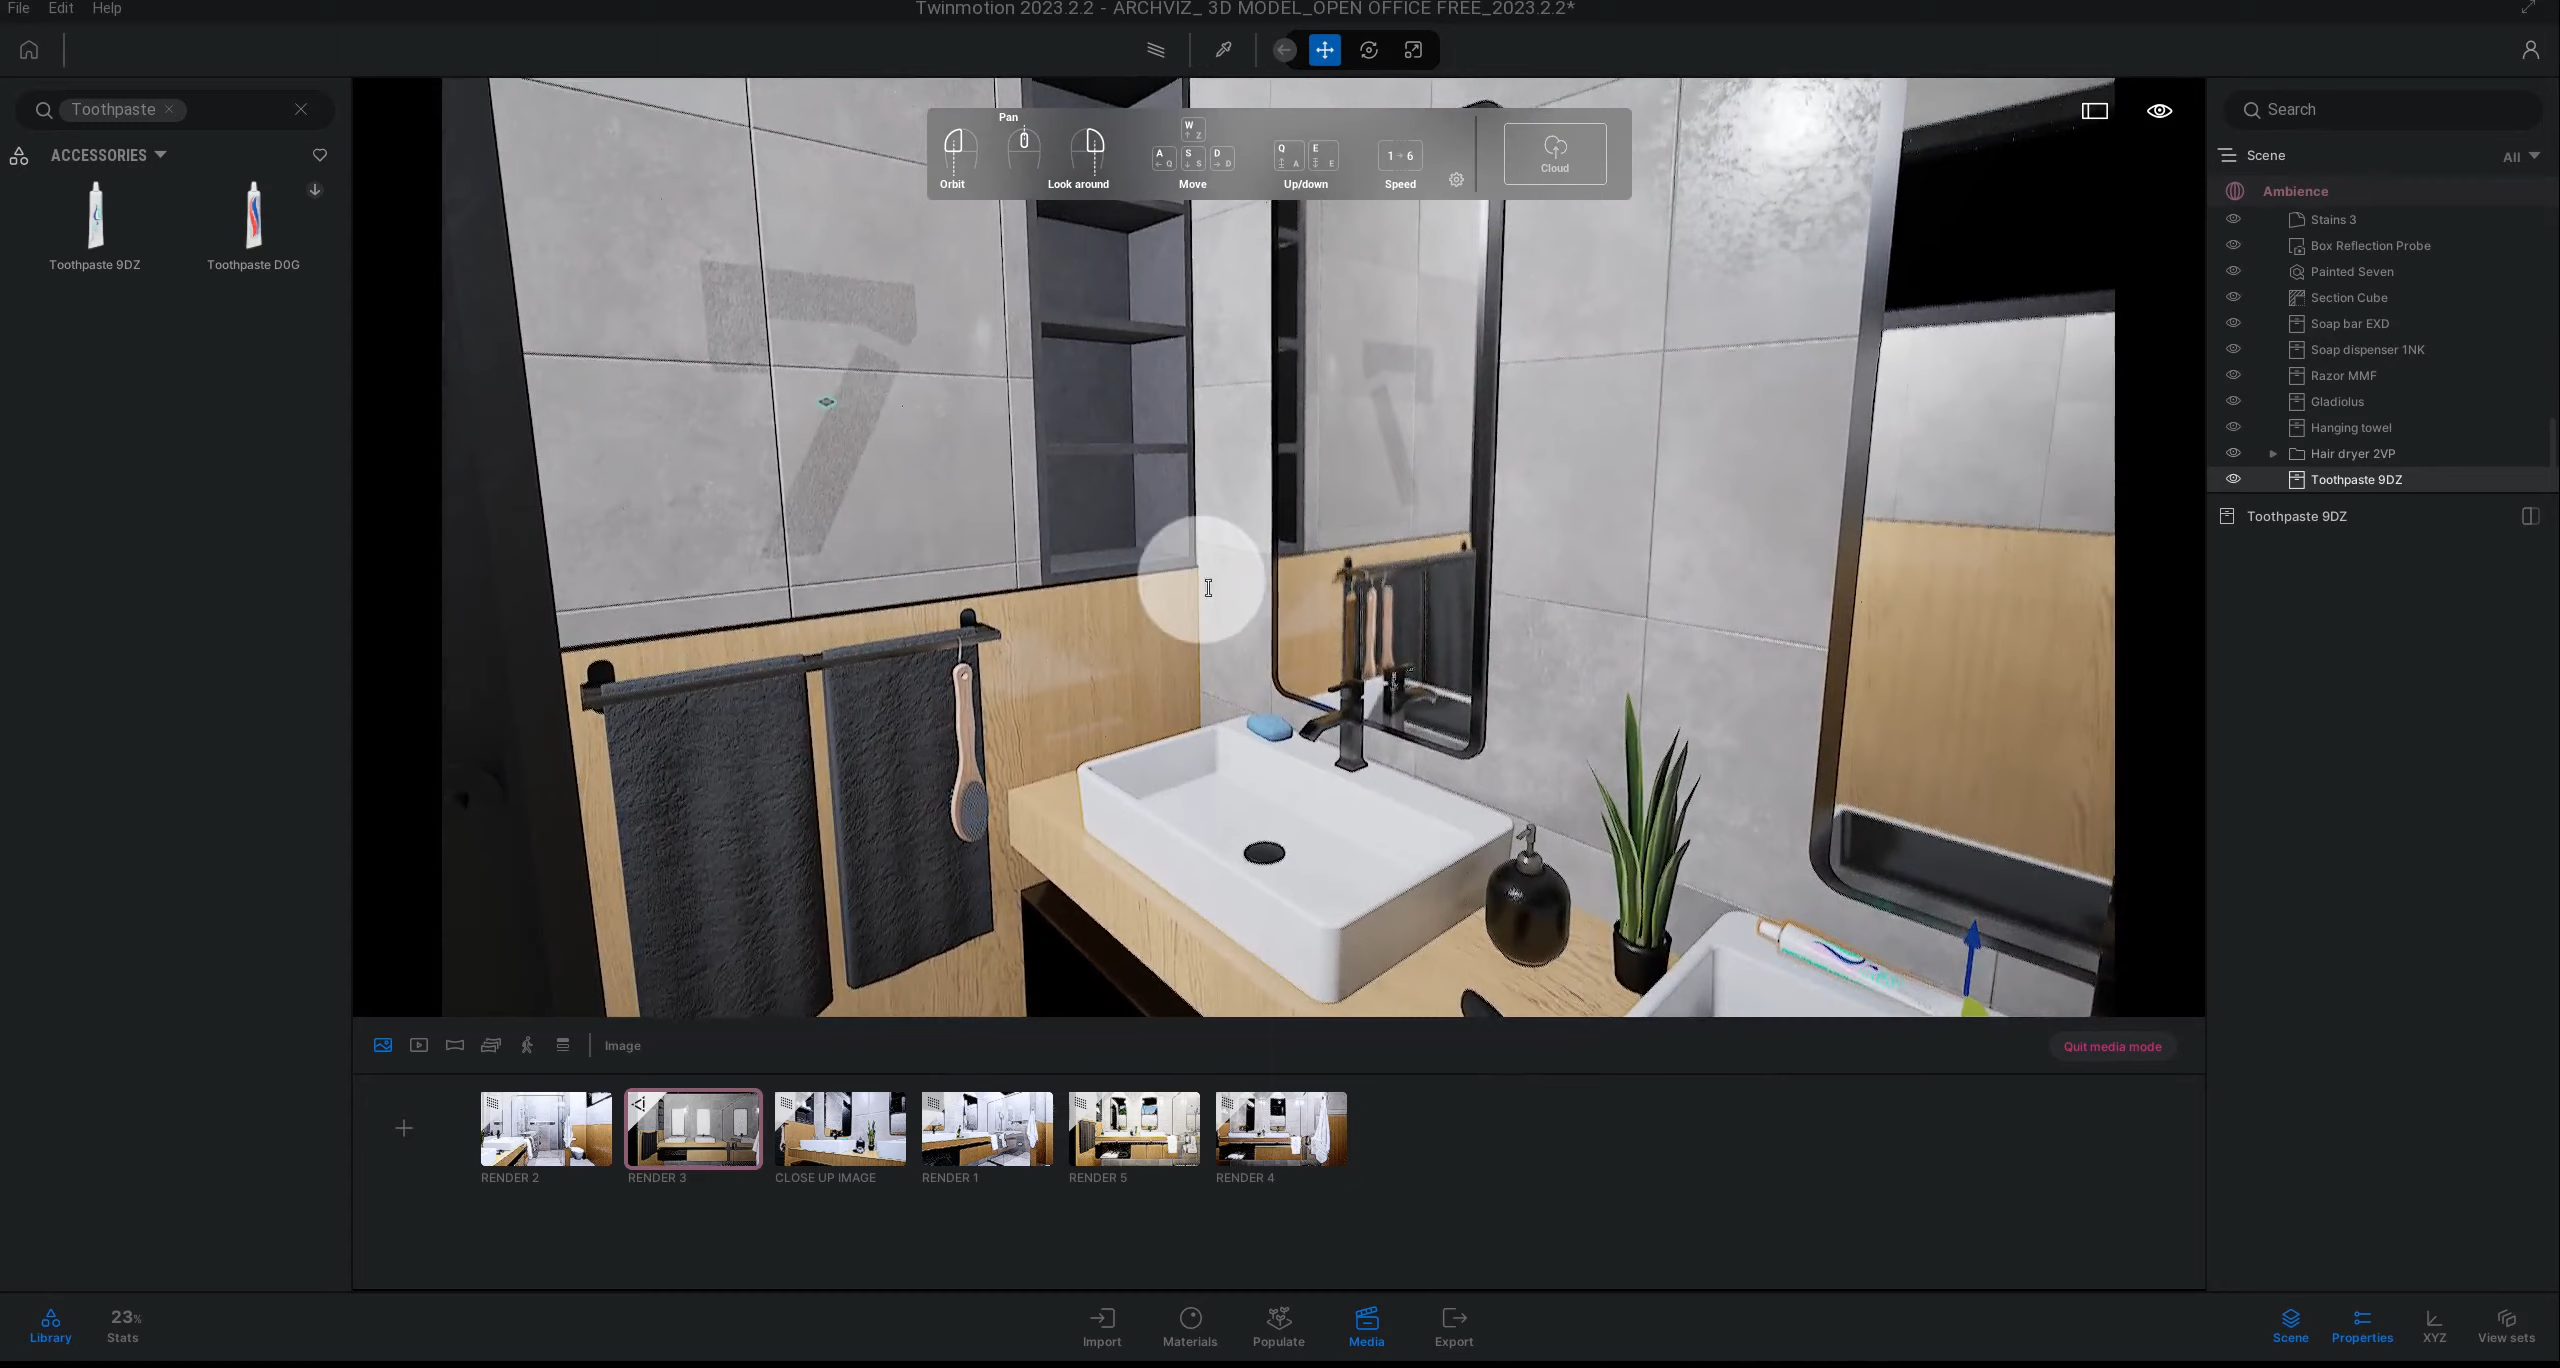 File Edit Help
Twinmotion 2023.2.2 - ARCHVIZ_ 3D MODEL_OPEN OFFICE FREE_2023.2.2*
Toothpaste
ACCESSORIES
Toothpaste 9DZ
Toothpaste D0G
Pan
Orbit
Look around
W
↑ Z
A
← Q
S
↓ S
D
→ D
Move
Q
A
E
E
Up/down
1 → 6
Speed
Cloud
7
Search
Scene
All
Ambience
Stains 3
Box Reflection Probe
Painted Seven
Section Cube
Soap bar EXD
Soap dispenser 1NK
Razor MMF
Gladiolus
Hanging towel
Hair dryer 2VP
Toothpaste 9DZ
Toothpaste 9DZ
Image
Quit media mode
RENDER 2
RENDER 3
CLOSE UP IMAGE
RENDER 1
RENDER 5
RENDER 4
Library
23%
Stats
Import
Materials
Populate
Media
Export
Scene
Properties
XYZ
View sets